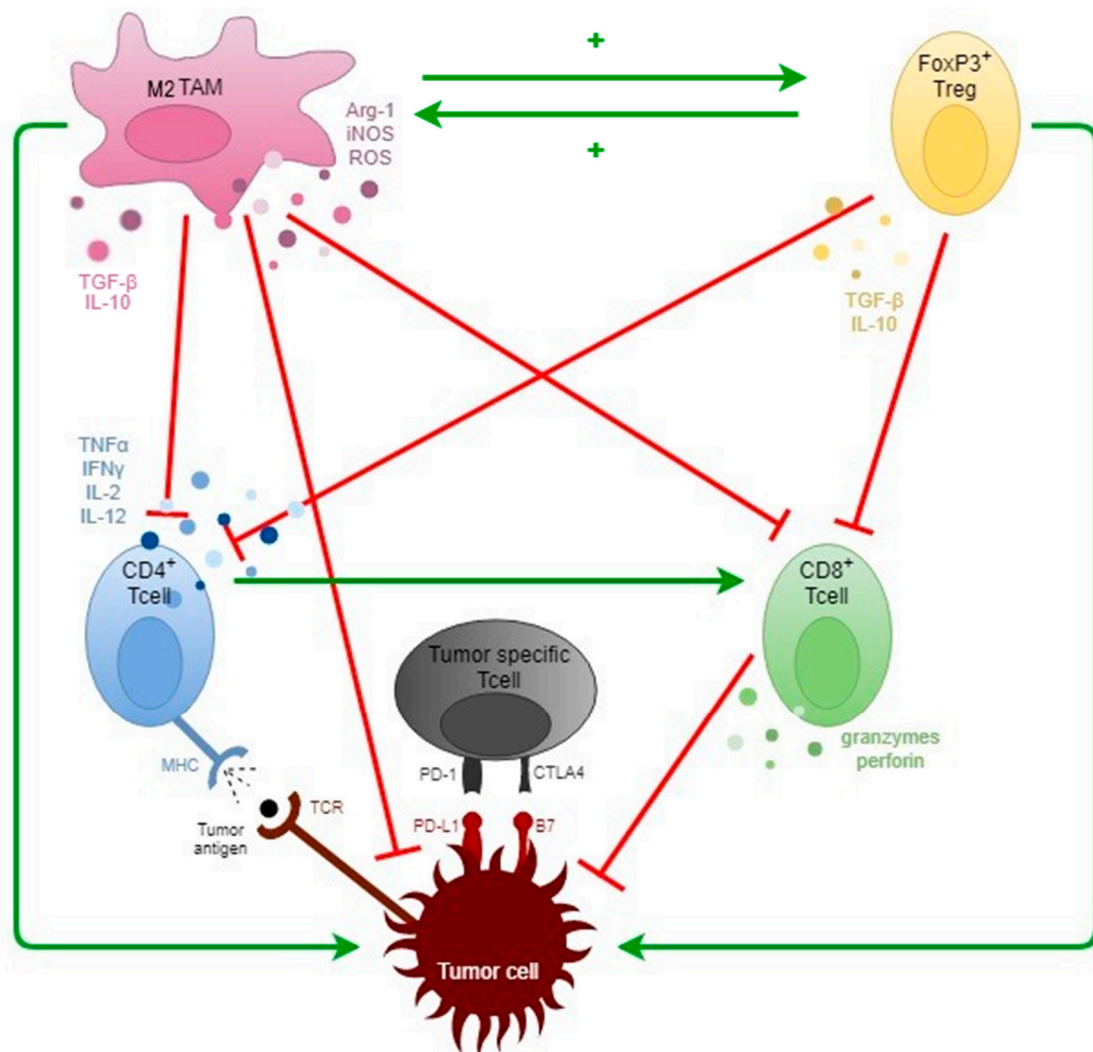 +
M2 TAM
FoxP3+
Treg
Arg-1
iNOS
ROS
+
TGF-β
IL-10
TGF-β
IL-10
TNFα
IFNγ
IL-2
IL-12
CD4+
Tcell
CD8+
Tcell
Tumor specific
Tcell
granzymes
perforin
MHC
PD-1
CTLA4
TCR
Tumor
antigen
PD-L1
B7
Tumor cell